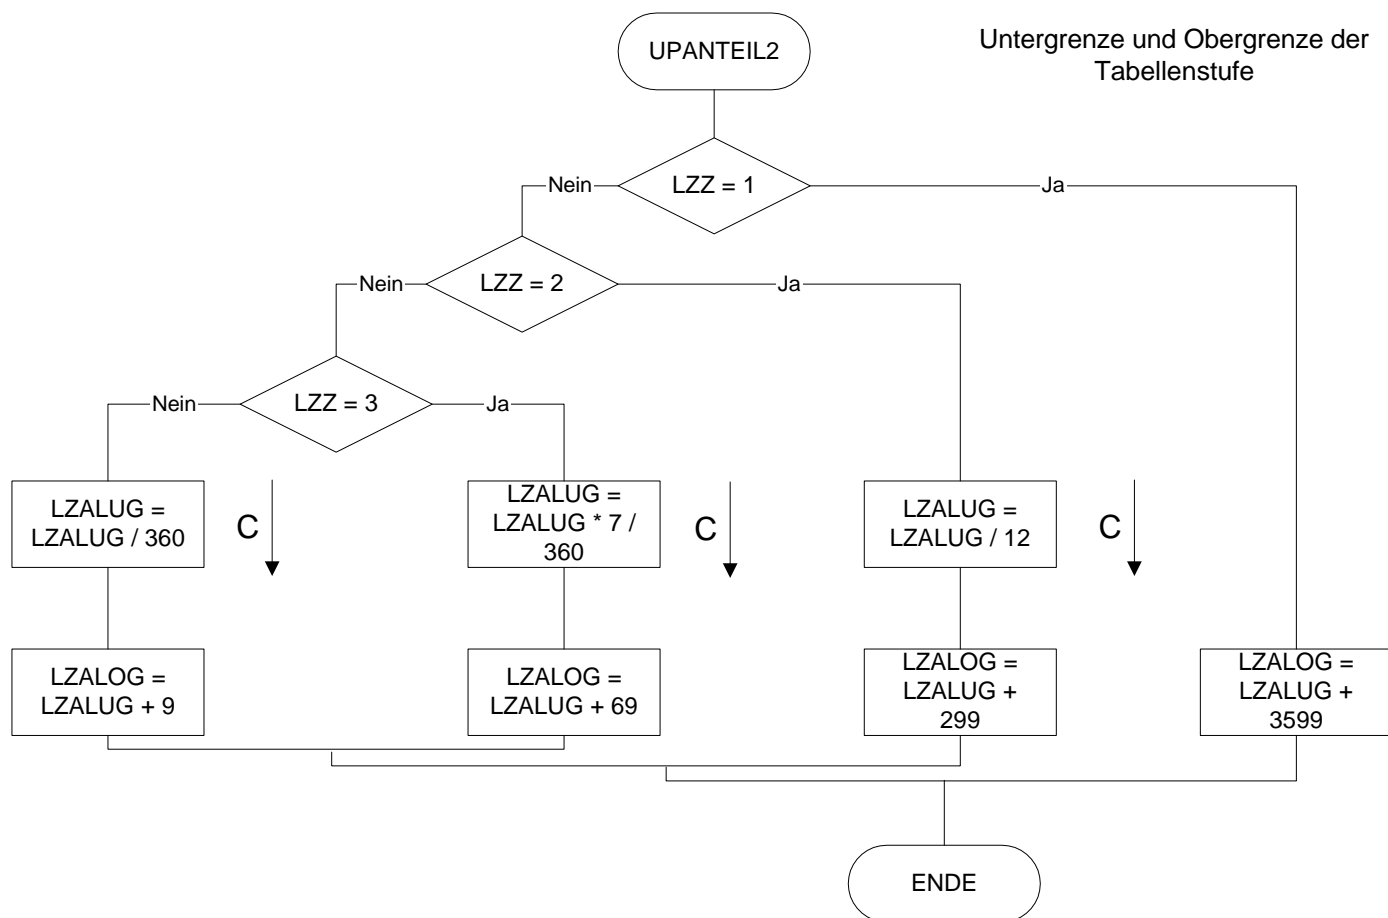 UPANTEIL2
Untergrenze und Obergrenze der
Tabellenstufe
LZZ = 1
Nein
Ja
LZZ = 2
Nein
Ja
LZZ = 3
Nein
Ja
LZALUG =
LZALUG / 360
C
LZALUG =
LZALUG * 7 /
360
C
LZALUG =
LZALUG / 12
C
LZALOG =
LZALUG + 9
LZALOG =
LZALUG + 69
LZALOG =
LZALUG +
299
LZALOG =
LZALUG +
3599
ENDE